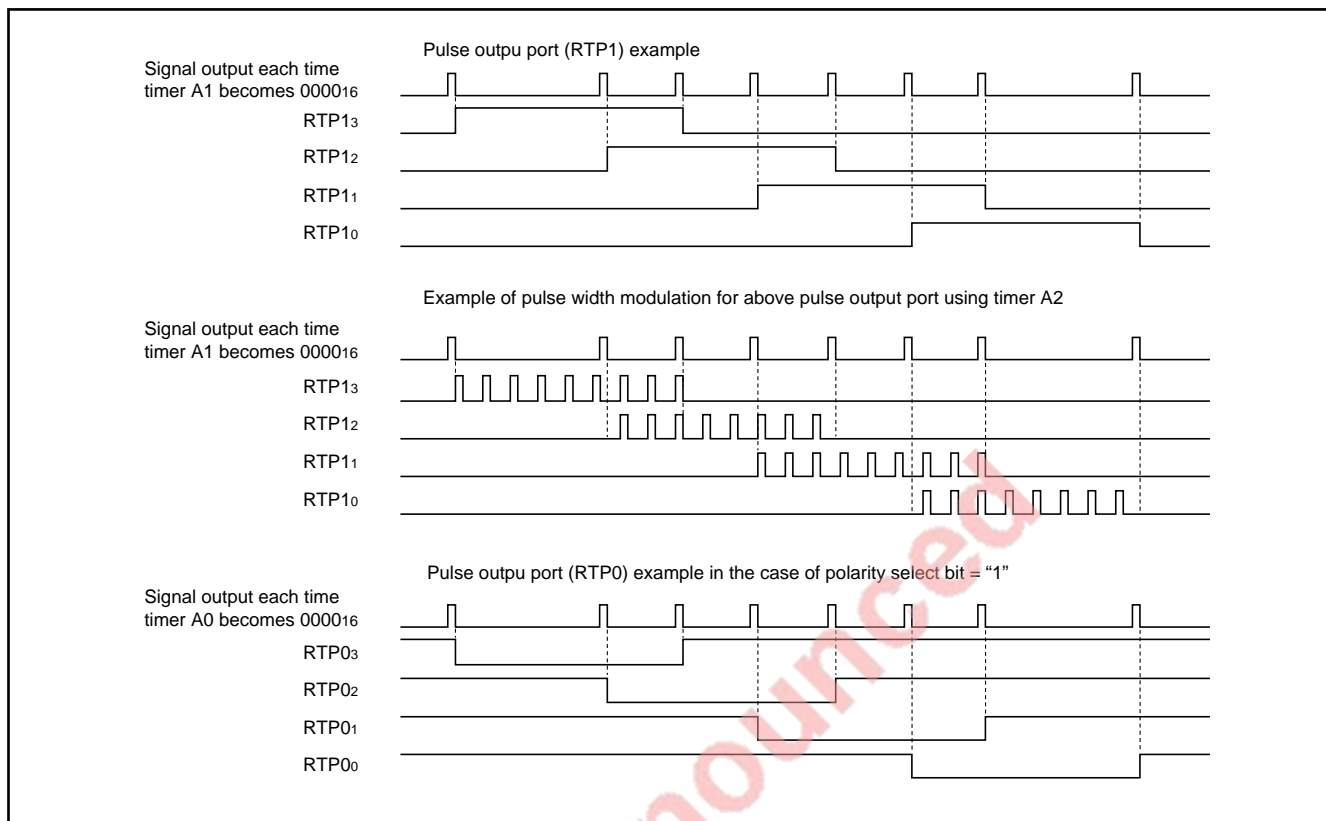 Pulse outpu port (RTP1) example
Signal output each time
timer A1 becomes 0000₁₆
RTP1₃
RTP1₂
RTP1₁
RTP1₀
Example of pulse width modulation for above pulse output port using timer A2
Signal output each time
timer A1 becomes 0000₁₆
RTP1₃
RTP1₂
RTP1₁
RTP1₀
Pulse outpu port (RTP0) example in the case of polarity select bit = “1”
Signal output each time
timer A0 becomes 0000₁₆
RTP0₃
RTP0₂
RTP0₁
RTP0₀